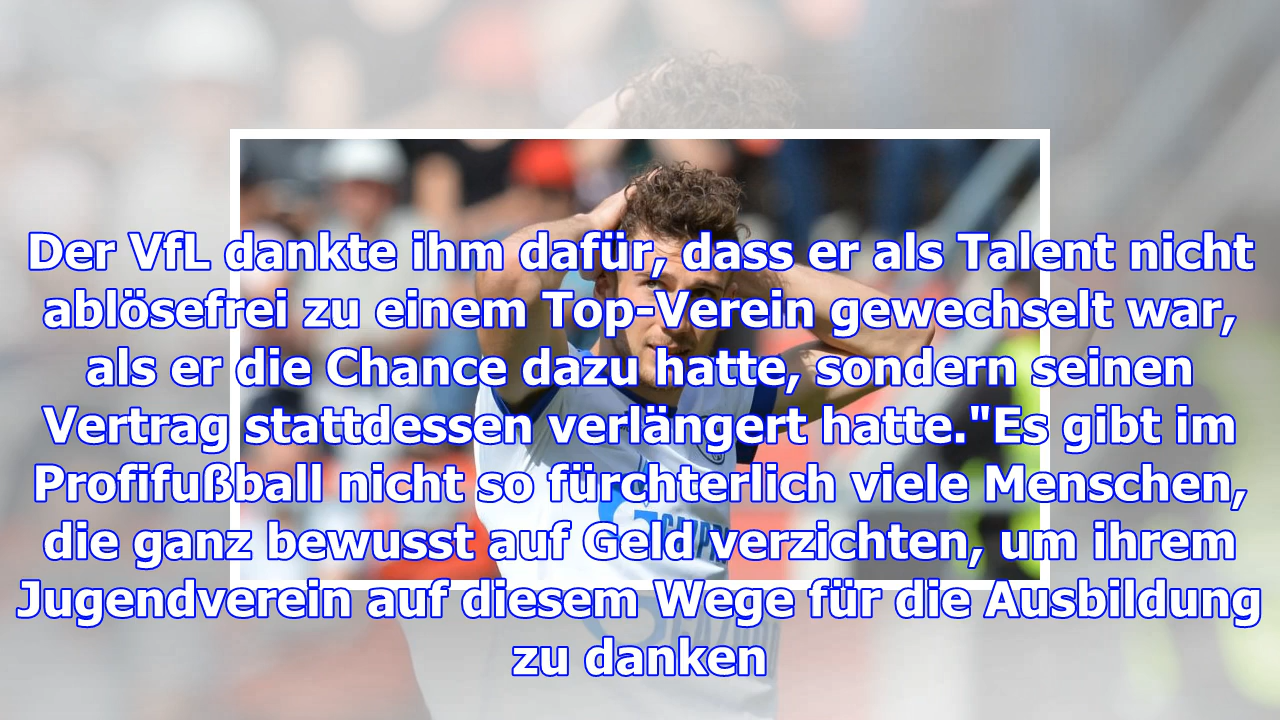 Der VfL dankte ihm dafür, dass er als Talent nicht
ablösefrei zu einem Top-Verein gewechselt war,
als er die Chance dazu hatte, sondern seinen
Vertrag stattdessen verlängert hatte."Es gibt im
Profifußball nicht so fürchterlich viele Menschen,
die ganz bewusst auf Geld verzichten, um ihrem
Jugendverein auf diesem Wege für die Ausbildung
zu danken